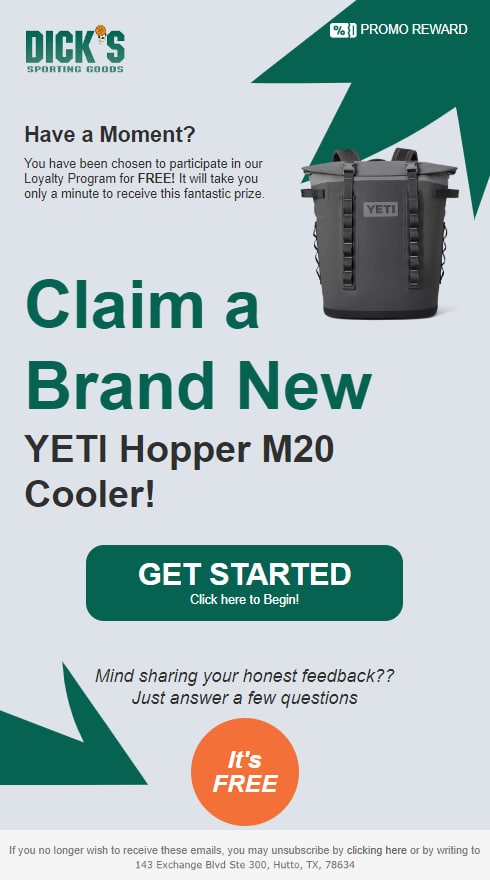 DICK'S
SPORTING GOODS
% PROMO REWARD
Have a Moment?
You have been chosen to participate in our
Loyalty Program for FREE! It will take you
only a minute to receive this fantastic prize.
YETI
Claim a
Brand New
YETI Hopper M20
Cooler!
GET STARTED
Click here to Begin!
Mind sharing your honest feedback??
Just answer a few questions
It's
FREE
If you no longer wish to receive these emails, you may unsubscribe by clicking here or by writing to
143 Exchange Blvd Ste 300, Hutto, TX, 78634